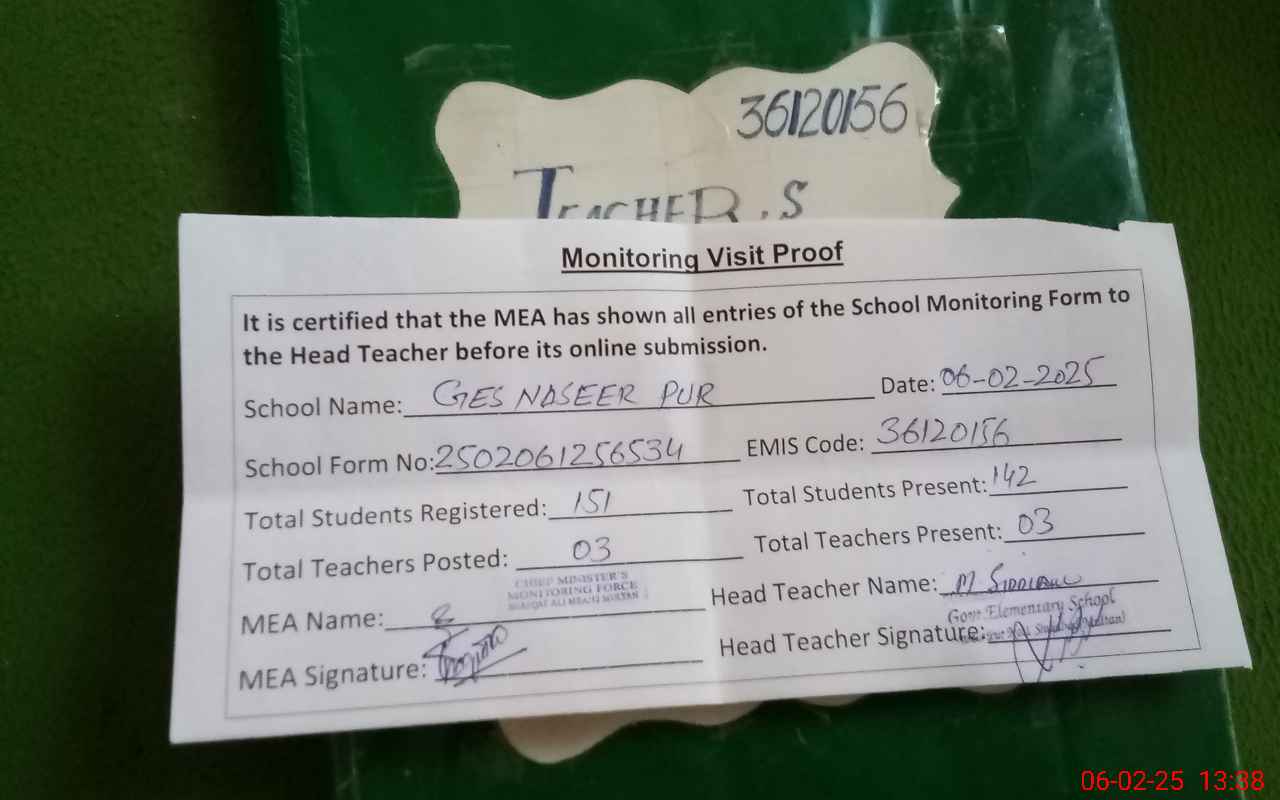 36120156
TEACHER,S
Monitoring Visit Proof
It is certified that the MEA has shown all entries of the School Monitoring Form to
the Head Teacher before its online submission.
School Name: GES NASEER PUR Date: 06-02-2025
School Form No: 2502061256534 EMIS Code: 36120156
Total Students Registered: 151 Total Students Present: 142
Total Teachers Posted: 03 Total Teachers Present: 03
CHIEF MINISTER'S
MONITORING FORCE
MEA Name: Head Teacher Name: M
Govt Elementary School
MEA Signature: Head Teacher Signature:
06-02-25 13:38